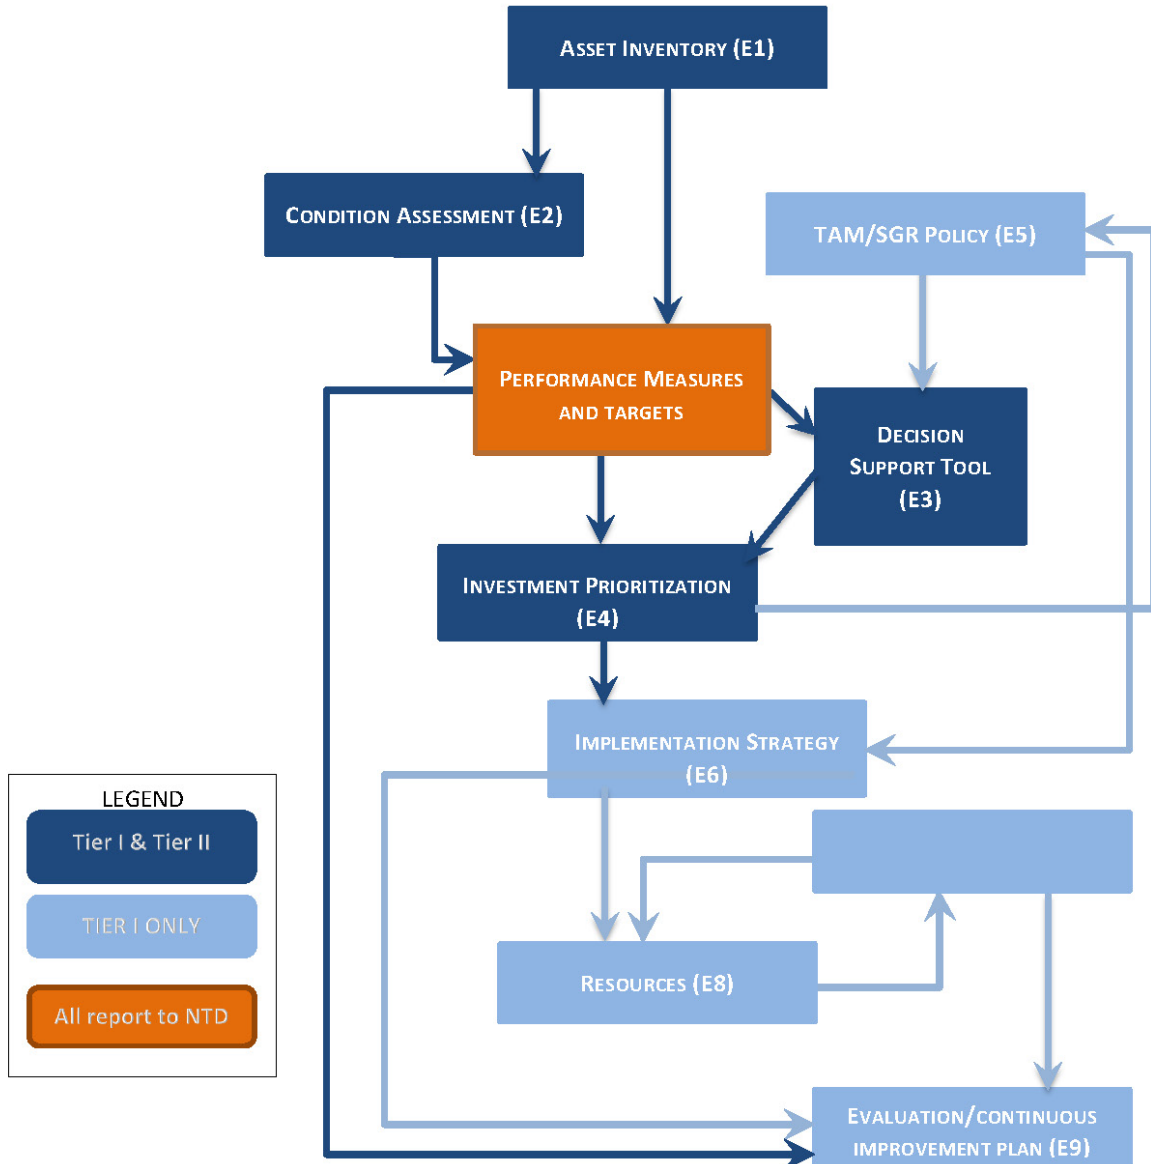 ASSET INVENTORY (E1)
CONDITION ASSESSMENT (E2)
TAM/SGR POLICY (E5)
PERFORMANCE MEASURES
AND TARGETS
DECISION
SUPPORT TOOL
(E3)
INVESTMENT PRIORITIZATION
(E4)
IMPLEMENTATION STRATEGY
(E6)
LEGEND
Tier I & Tier II
TIER I ONLY
All report to NTD
RESOURCES (E8)
EVALUATION/CONTINUOUS
IMPROVEMENT PLAN (E9)